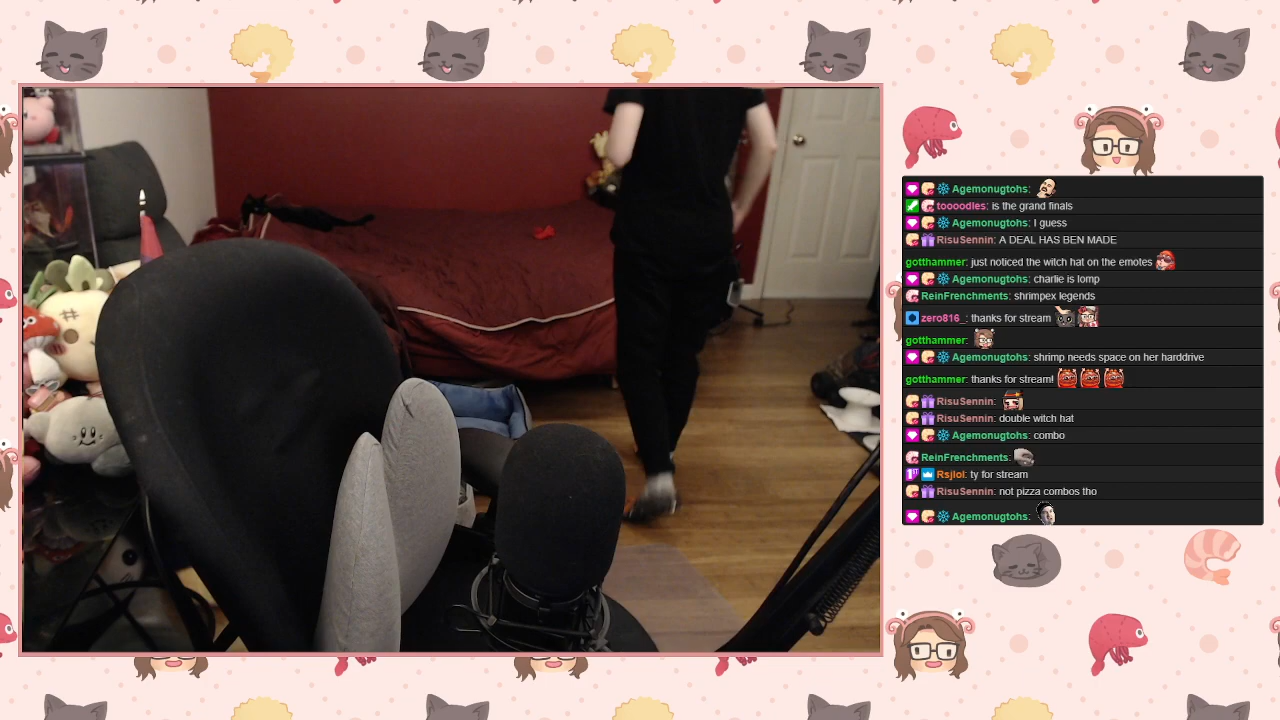 Agemonugtohs:
toooodles: is the grand finals
Agemonugtohs: I guess
RisuSennin: A DEAL HAS BEN MADE
gotthammer: just noticed the witch hat on the emotes
Agemonugtohs: charlie is lomp
ReinFrenchments: shrimpex legends
zero816_: thanks for stream
gotthammer:
Agemonugtohs: shrimp needs space on her harddrive
gotthammer: thanks for stream!
RisuSennin:
RisuSennin: double witch hat
Agemonugtohs: combo
ReinFrenchments:
Rsjlol: ty for stream
RisuSennin: not pizza combos tho
Agemonugtohs: